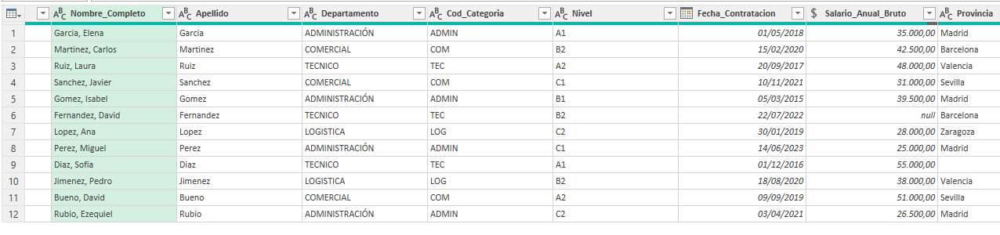 ABC Nombre_Completo ABC Apellido ABC Departamento ABC Cod_Categoria ABC Nivel Fecha_Contratacion $ Salario_Anual_Bruto ABC Provincia
1 Garcia, Elena Garcia ADMINISTRACIÓN ADMIN A1 01/05/2018 35.000,00 Madrid
2 Martinez, Carlos Martinez COMERCIAL COM B2 15/02/2020 42.500,00 Barcelona
3 Ruiz, Laura Ruiz TECNICO TEC A2 20/09/2017 48.000,00 Valencia
4 Sanchez, Javier Sanchez COMERCIAL COM C1 10/11/2021 31.000,00 Sevilla
5 Gomez, Isabel Gomez ADMINISTRACIÓN ADMIN B1 05/03/2015 39.500,00 Madrid
6 Fernandez, David Fernandez TECNICO TEC B2 22/07/2022 null Barcelona
7 Lopez, Ana Lopez LOGISTICA LOG C2 30/01/2019 28.000,00 Zaragoza
8 Perez, Miguel Perez ADMINISTRACIÓN ADMIN C1 14/06/2023 25.000,00 Madrid
9 Diaz, Sofia Diaz TECNICO TEC A1 01/12/2016 55.000,00
10 Jimenez, Pedro Jimenez LOGISTICA LOG B2 18/08/2020 38.000,00 Valencia
11 Bueno, David Bueno COMERCIAL COM A2 09/09/2019 51.000,00 Sevilla
12 Rubio, Ezequiel Rubio ADMINISTRACIÓN ADMIN C2 03/04/2021 26.500,00 Madrid